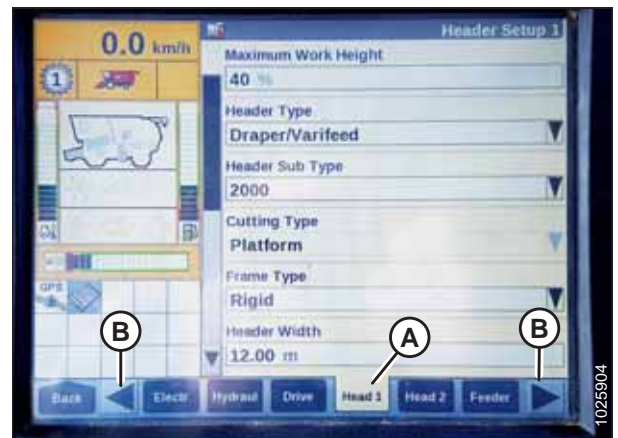 0.0 km/h
Header Setup 1
1
Maximum Work Height
40 %
Header Type
Draper/Varifeed
Header Sub Type
2000
Cutting Type
Platform
Frame Type
Rigid
GPS
Header Width
12.00 m
B
A
B
Back
Electr
Hydraul
Drive
Head 1
Head 2
Feeder
1025904